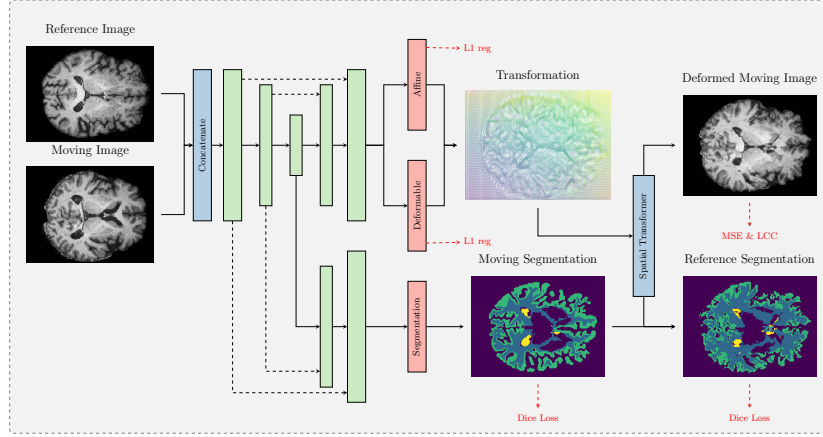 Reference Image
Moving Image
Concatenate
Affine
L1 reg
Deformable
L1 reg
Segmentation
Transformation
Moving Segmentation
Dice Loss
Spatial Transformer
Deformed Moving Image
MSE & LCC
Reference Segmentation
Dice Loss